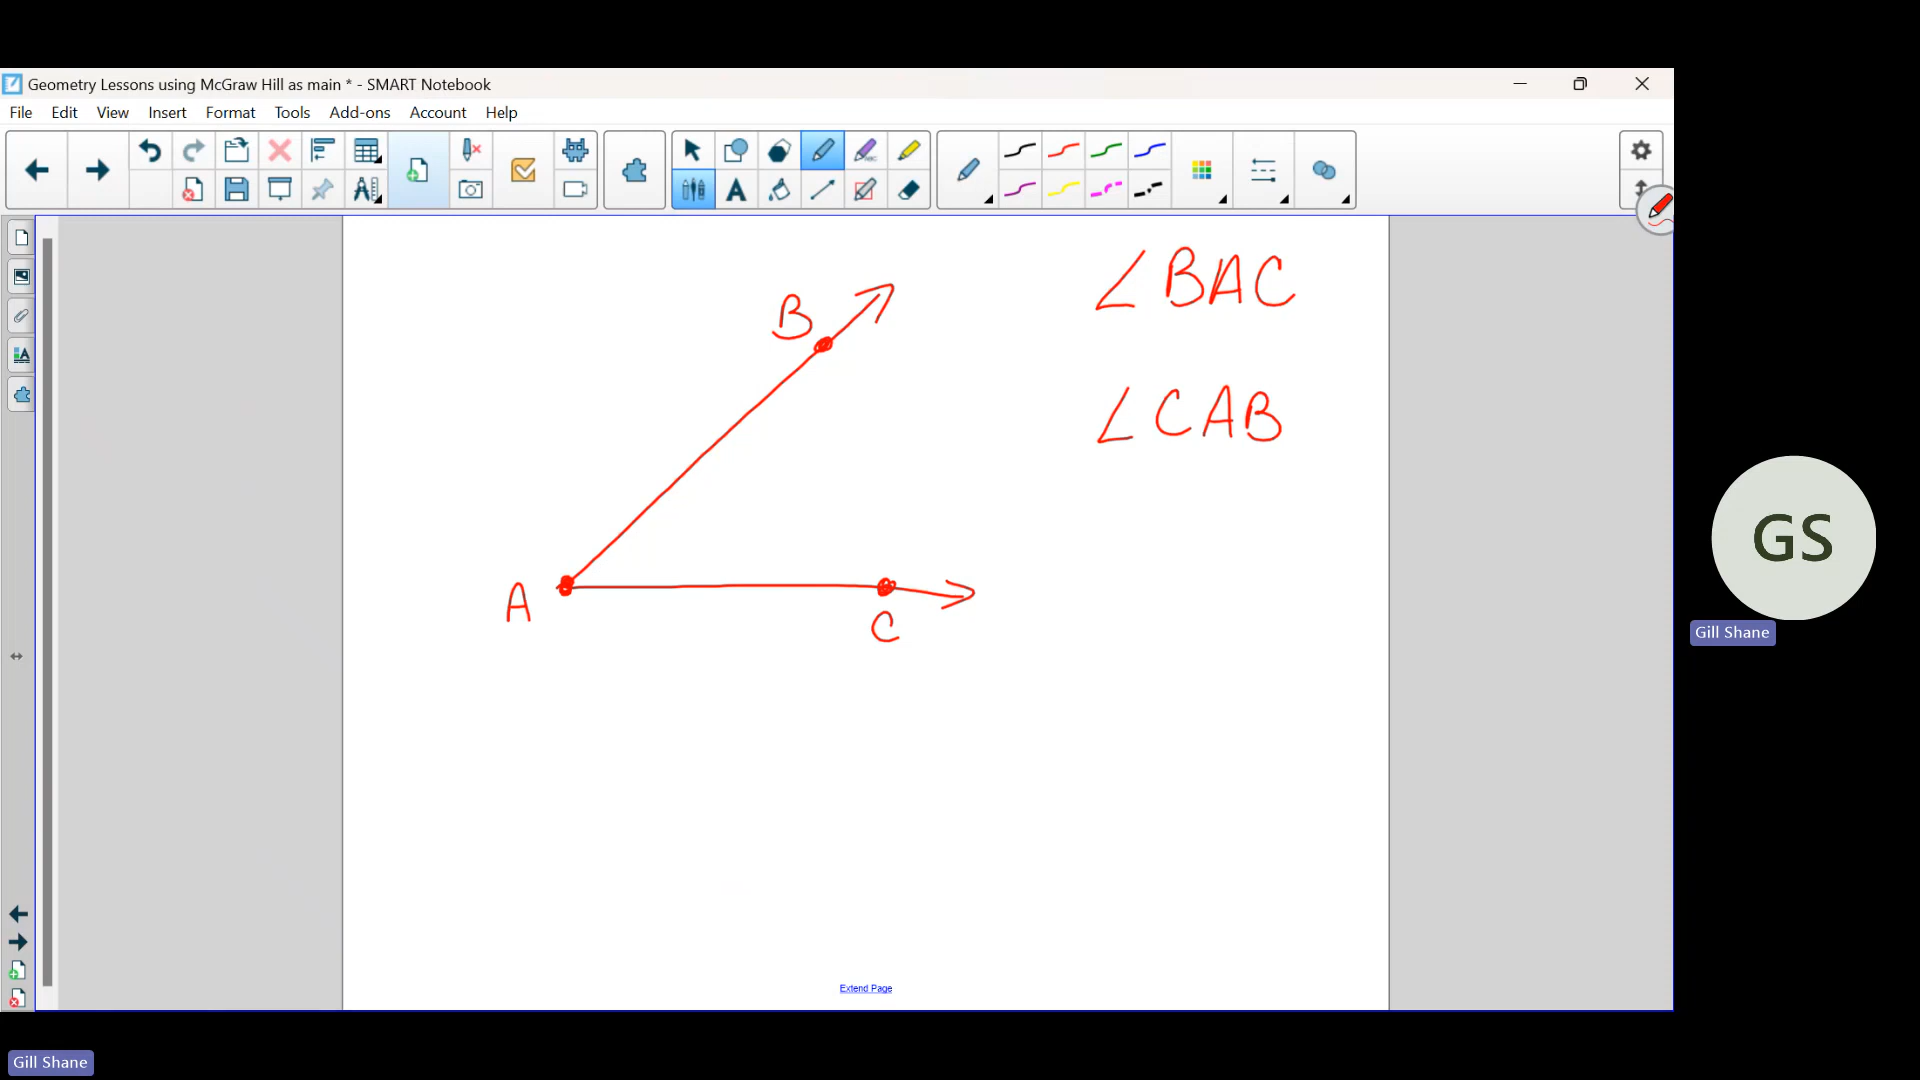 Geometry Lessons using McGraw Hill as main * - SMART Notebook
File Edit View Insert Format Tools Add-ons Account Help
∠BAC
B
∠CAB
A
C
GS
Gill Shane
Extend Page
Gill Shane